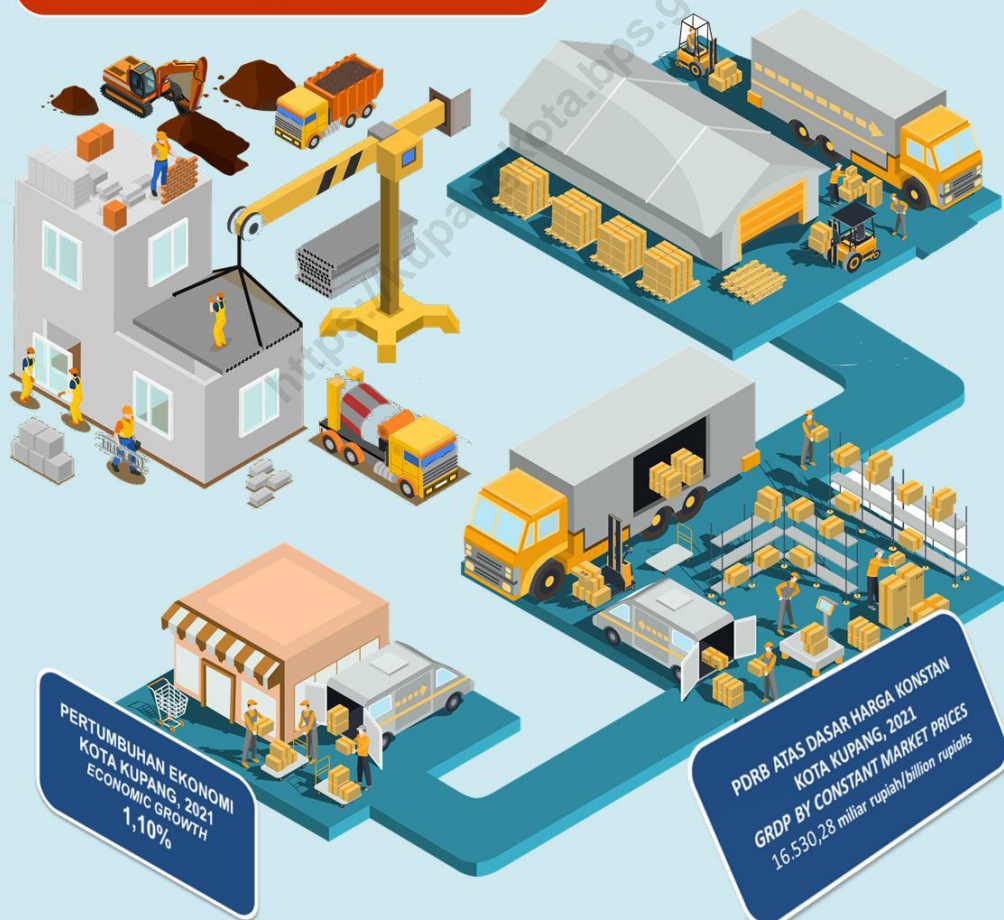 PERTUMBUHAN EKONOMI
KOTA KUPANG, 2021
ECONOMIC GROWTH
1,10%
PDRB ATAS DASAR HARGA KONSTAN
KOTA KUPANG, 2021
GRDP BY CONSTANT MARKET PRICES
16.530,28 miliar rupiah/billion rupiahs